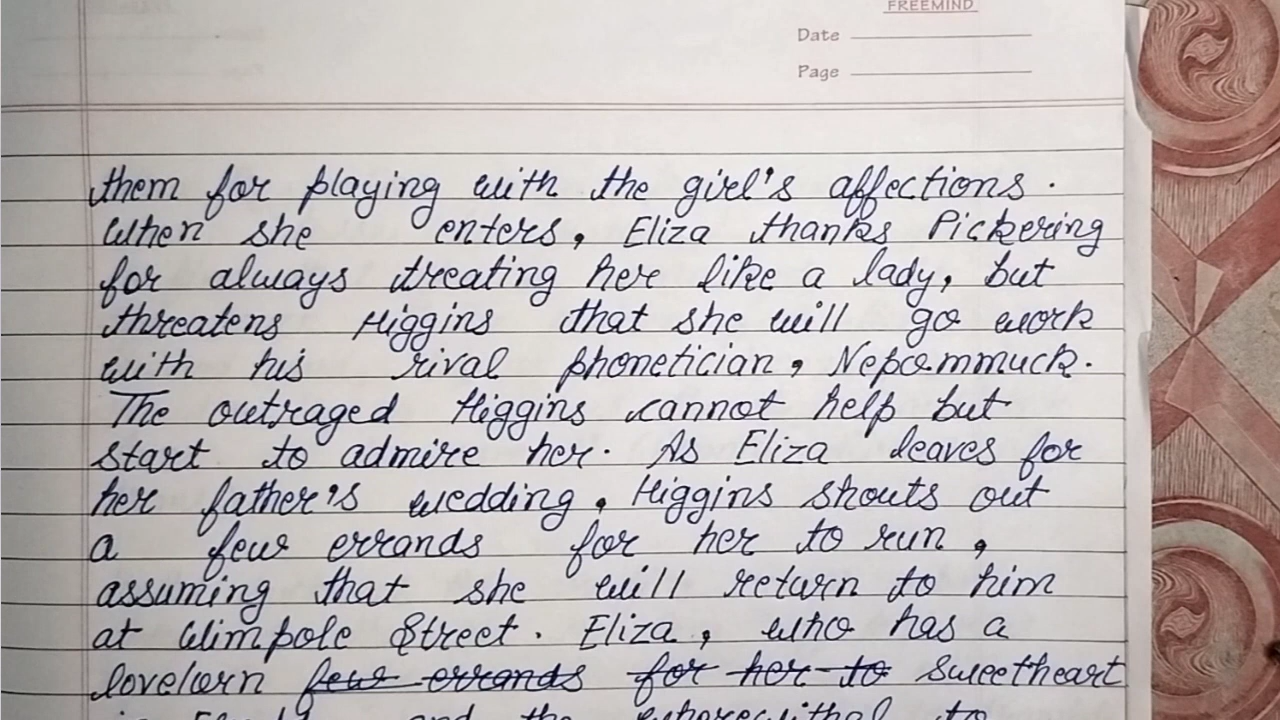 FREEMIND
Date
Page
them for playing with the girl's affections.
When she enters, Eliza thanks Pickering
for always treating her like a lady, but
threatens Higgins that she will go work
with his rival phonetician, Nepommuck.
The outraged Higgins cannot help but
start to admire her. As Eliza leaves for
her father's wedding, Higgins shouts out
a few errands for her to run,
assuming that she will return to him
at Wimpole Street. Eliza, who has a
lovelorn few errands for her to sweetheart
and the wherewithal to